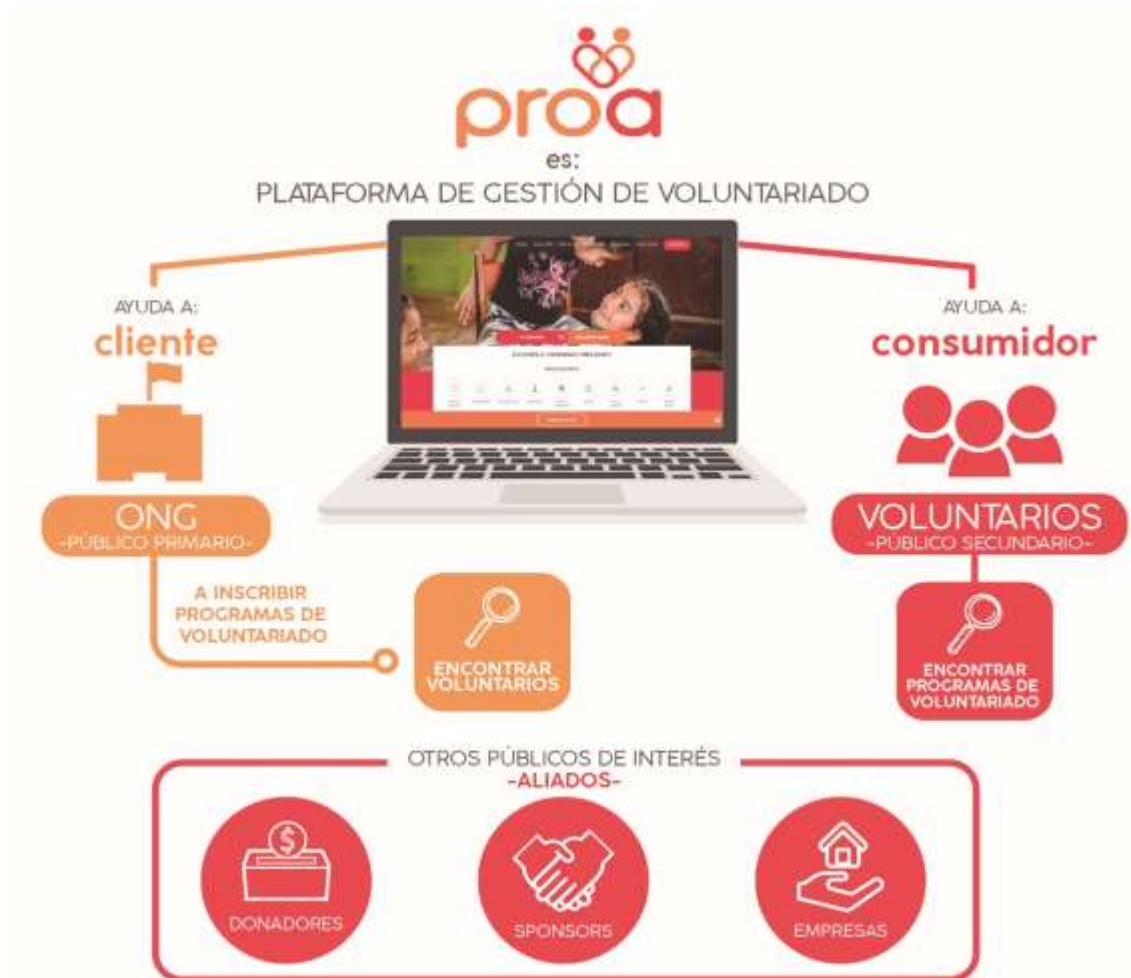 proa
es:
PLATAFORMA DE GESTIÓN DE VOLUNTARIADO
AYUDA A:
cliente
ONG
-PÚBLICO PRIMARIO-
A INSCRIBIR
PROGRAMAS DE
VOLUNTARIADO
ENCONTRAR
VOLUNTARIOS
AYUDA A:
consumidor
VOLUNTARIOS
-PÚBLICO SECUNDARIO-
ENCONTRAR
PROGRAMAS DE
VOLUNTARIADO
OTROS PÚBLICOS DE INTERÉS
-ALIADOS-
$
DONADORES
SPONSORS
EMPRESAS